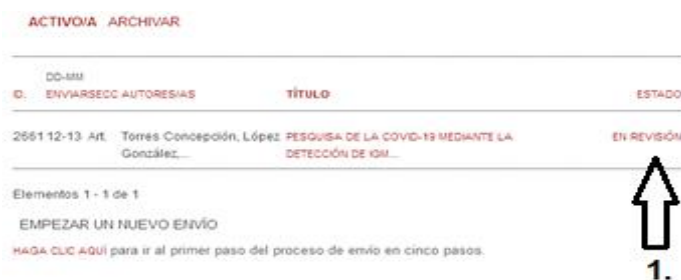 ACTIVO/A ARCHIVAR
DD-MM
ID. ENVIAR SECC AUTORES/AS TÍTULO ESTADO
2661 12-13 Art. Torres Concepción, López PESQUISA DE LA COVID-19 MEDIANTE LA EN REVISIÓN
González,... DETECCIÓN DE IGM...
Elementos 1 - 1 de 1
EMPEZAR UN NUEVO ENVÍO
HAGA CLIC AQUÍ para ir al primer paso del proceso de envío en cinco pasos.
1.